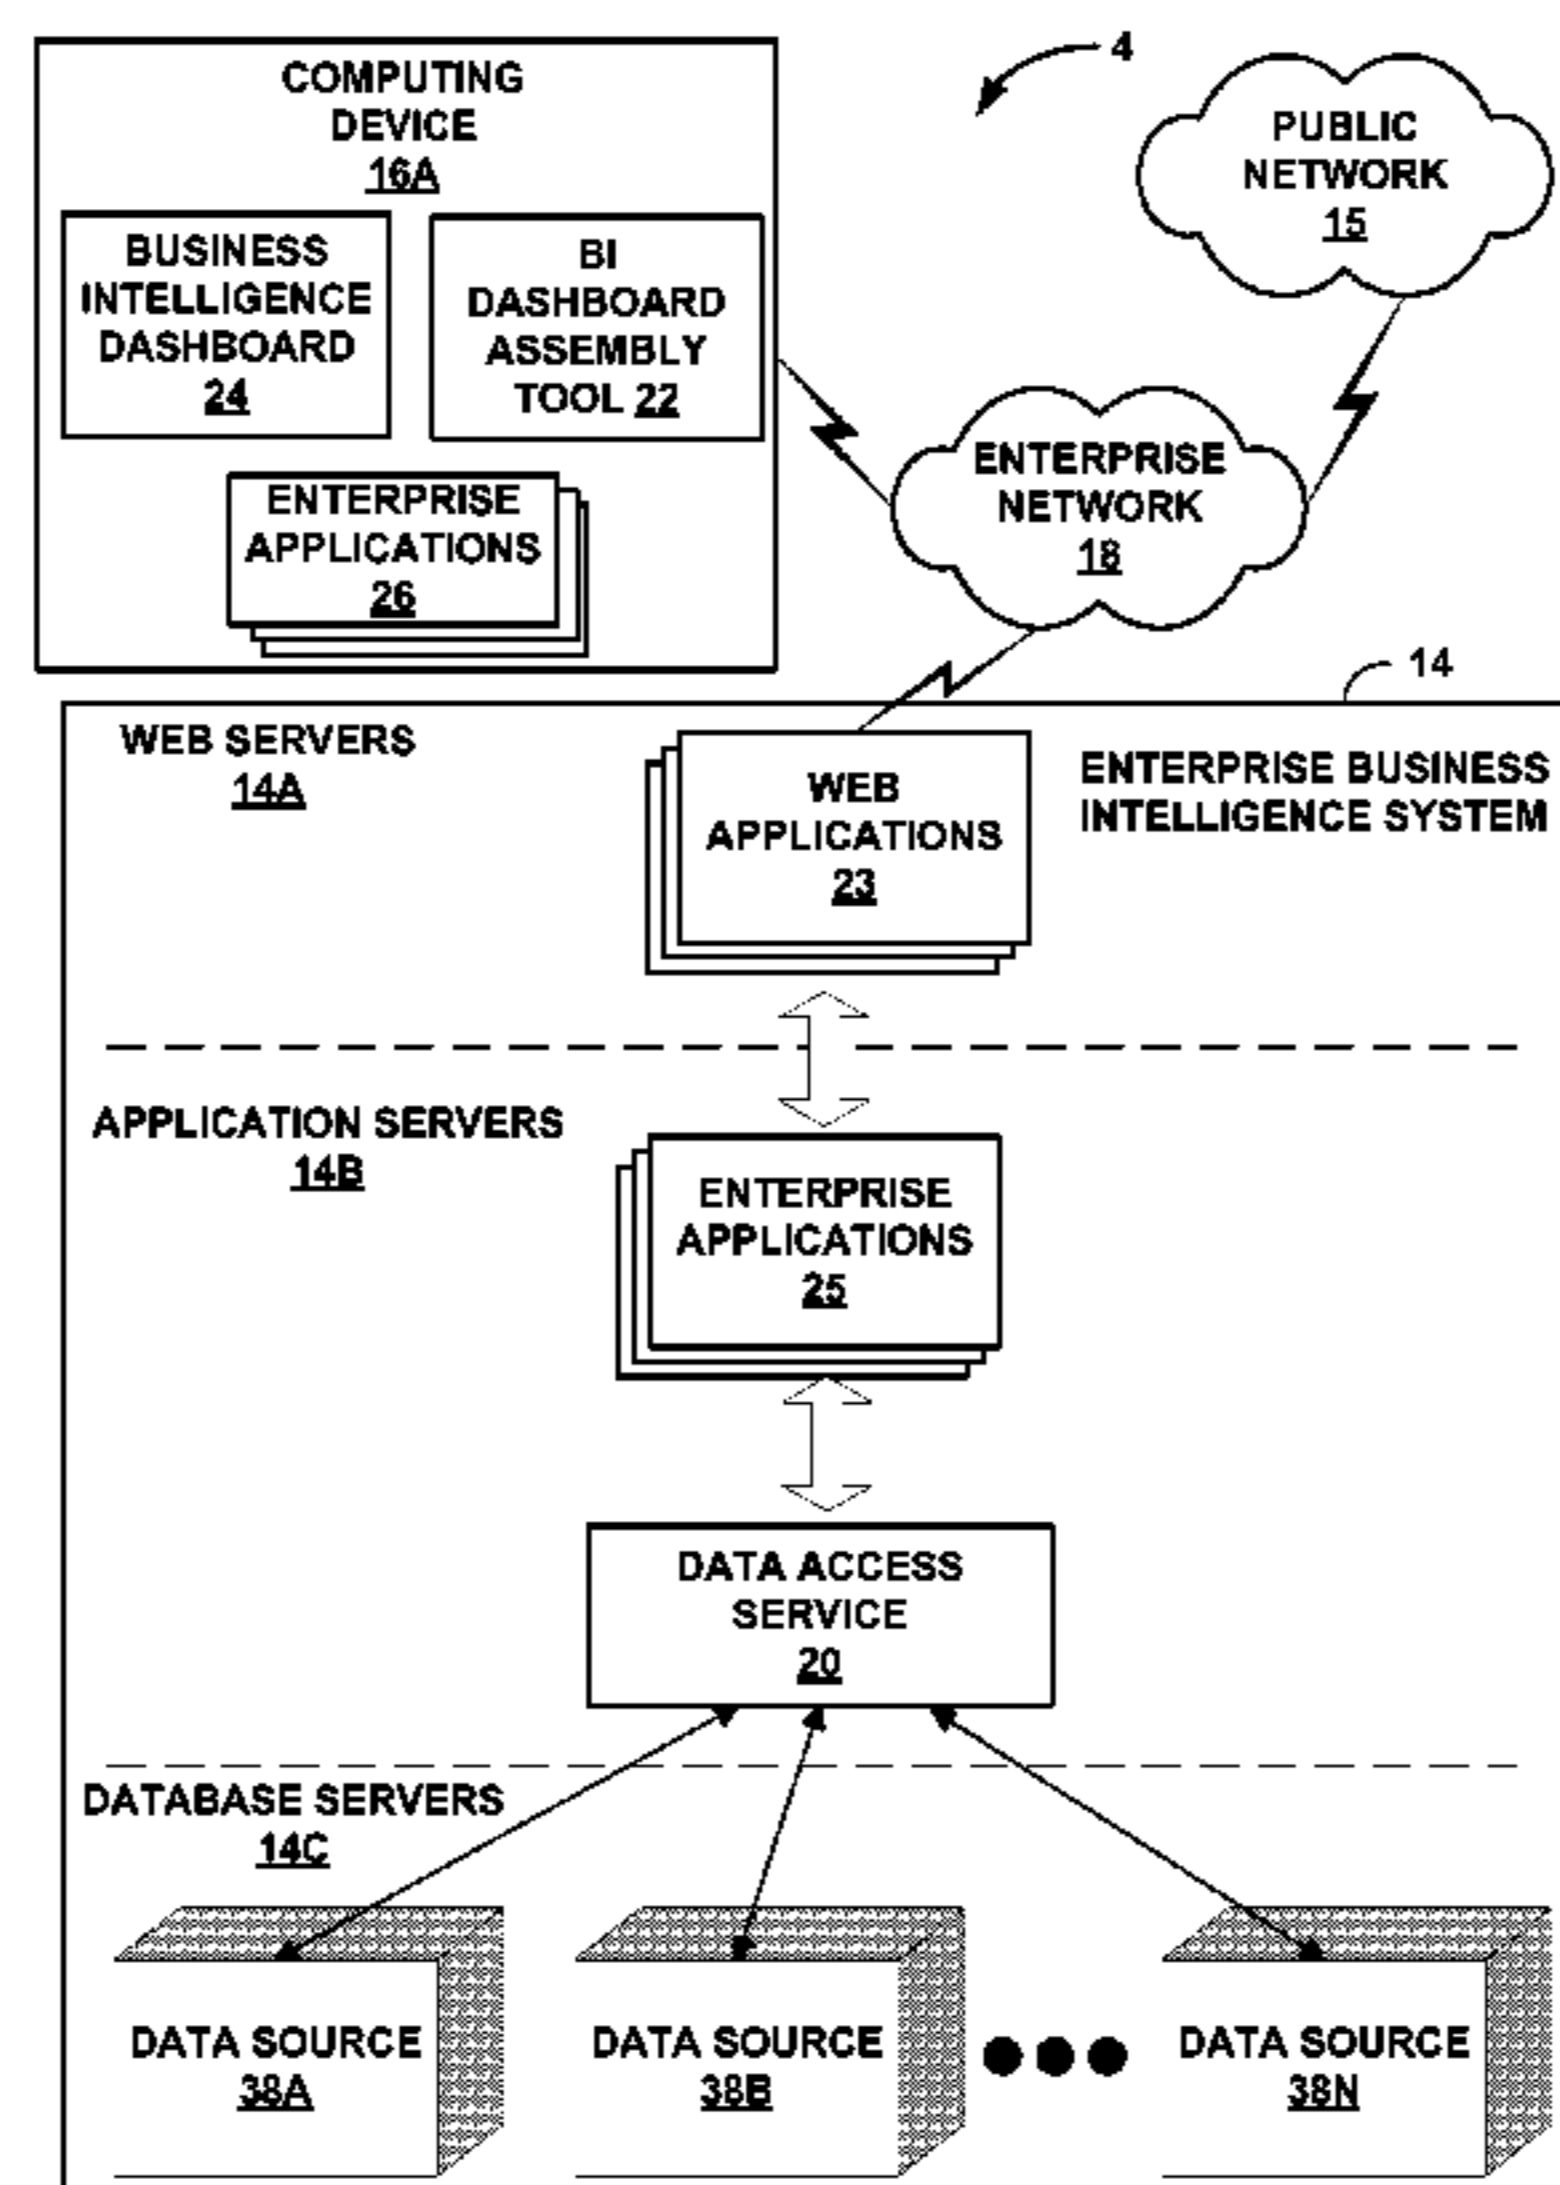 COMPUTING
DEVICE
16A
BUSINESS
INTELLIGENCE
DASHBOARD
24
BI
DASHBOARD
ASSEMBLY
TOOL 22
ENTERPRISE
APPLICATIONS
26
4
PUBLIC
NETWORK
15
ENTERPRISE
NETWORK
18
14
WEB SERVERS
14A
WEB
APPLICATIONS
23
ENTERPRISE BUSINESS
INTELLIGENCE SYSTEM
APPLICATION SERVERS
14B
ENTERPRISE
APPLICATIONS
25
DATA ACCESS
SERVICE
20
DATABASE SERVERS
14C
DATA SOURCE
38A
DATA SOURCE
38B
DATA SOURCE
38N